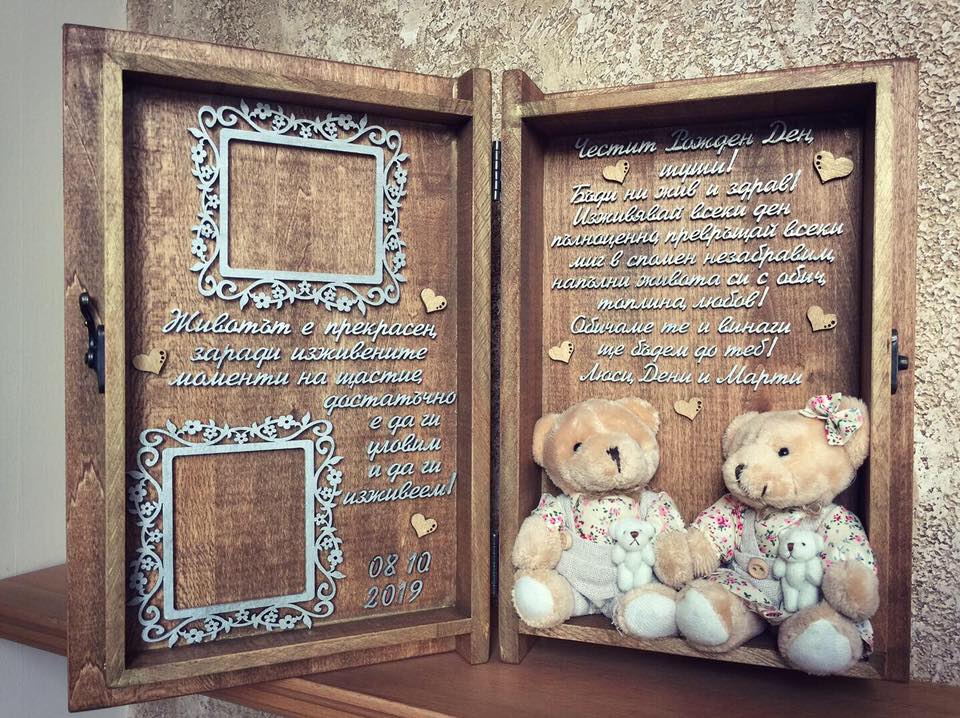 Животът е прекрасен,
заради изживените
моменти на щастие,
достатъчно
е да ги
уловим
и да ги
изживеем!
08 10
2019
Честит Рожден Ден,
туши!
Бъди ни жив и здрав!
Изживявай всеки ден
пълноценно, превръщай всеки
миг в спомен незабравим,
напълни живота си с обич,
топлина, любов!
Обичаме те и винаги
ще бъдем до теб!
Люси, Дени и Марти